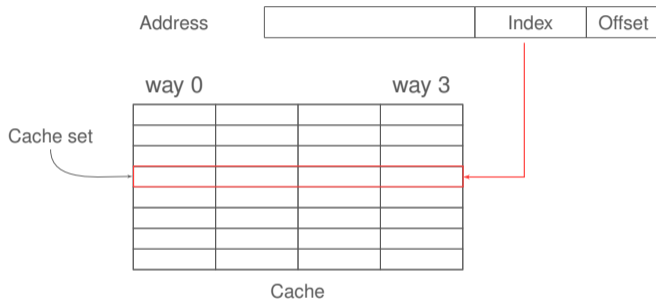 Address
Index
Offset
way 0
way 3
Cache set
Cache